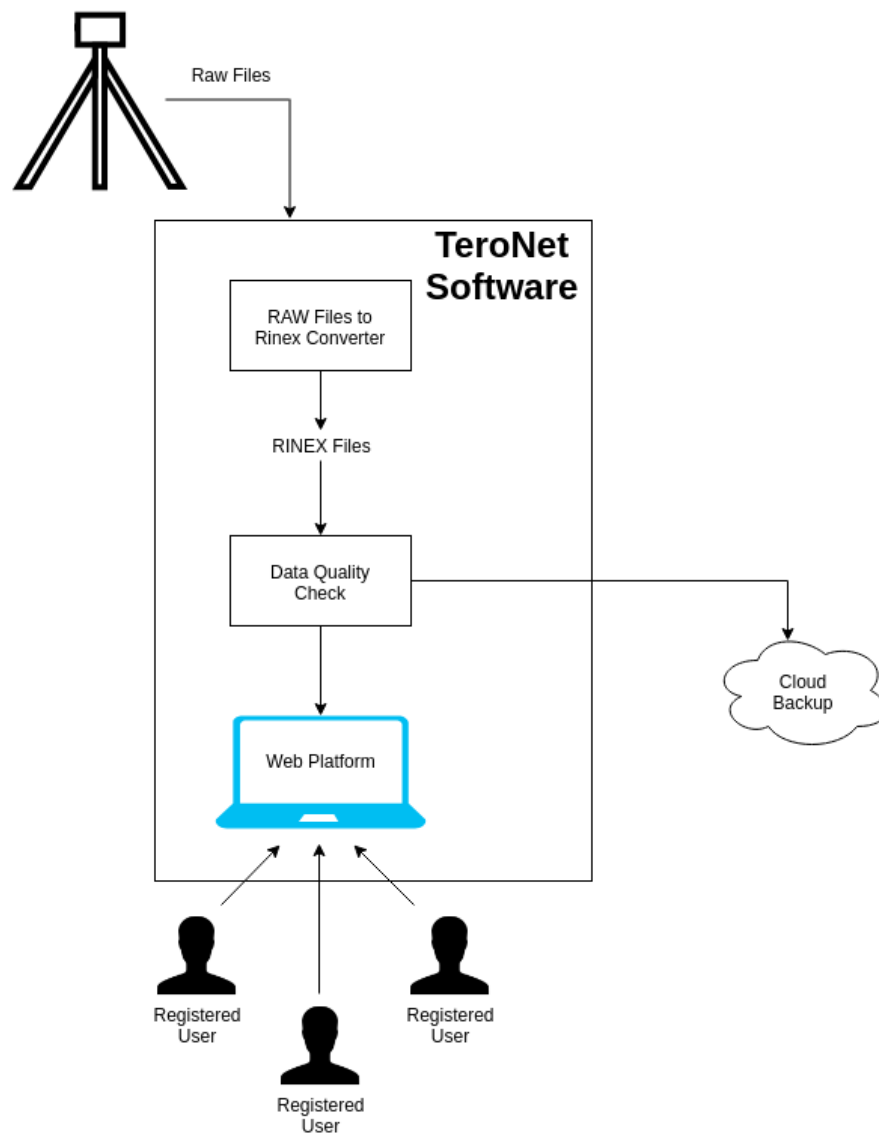 Raw Files
TeroNet
Software
RAW Files to
Rinex Converter
RINEX Files
Data Quality
Check
Cloud
Backup
Web Platform
Registered
User
Registered
User
Registered
User